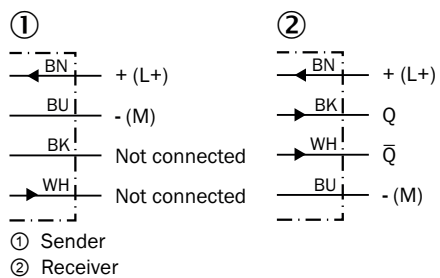 ① ②
BN + (L+) BN + (L+)
BU - (M) BK Q
BK Not connected WH Q̅
WH Not connected BU - (M)
① Sender
② Receiver